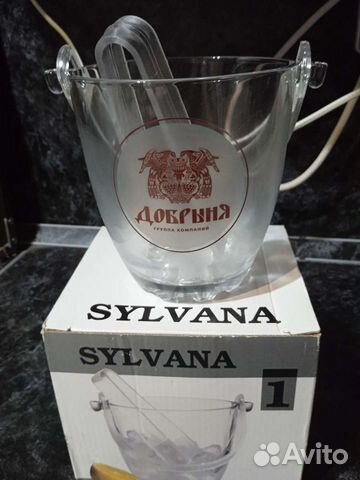 ДОБРЫНЯ
ГРУППА КОМПАНИЙ
SYLVANA
SYLVANA
1
Avito